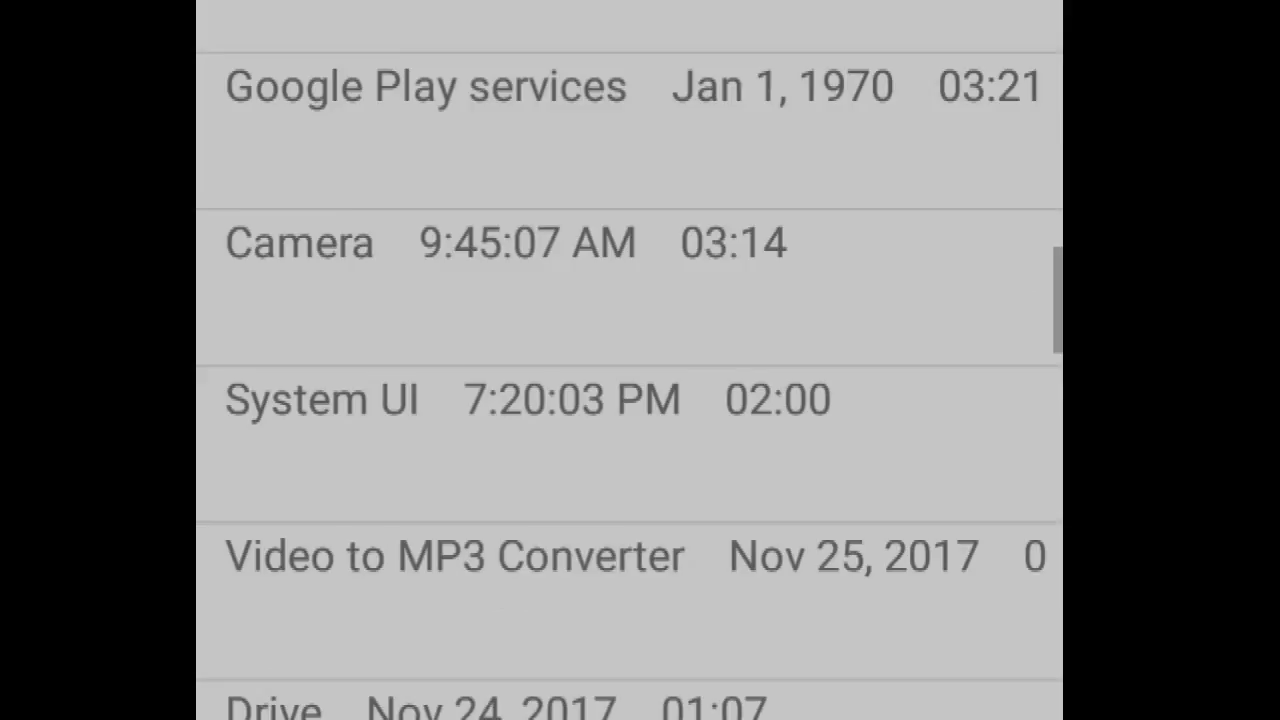 Google Play services Jan 1, 1970 03:21
Camera 9:45:07 AM 03:14
System UI 7:20:03 PM 02:00
Video to MP3 Converter Nov 25, 2017 0
Drive Nov 24, 2017 01:07